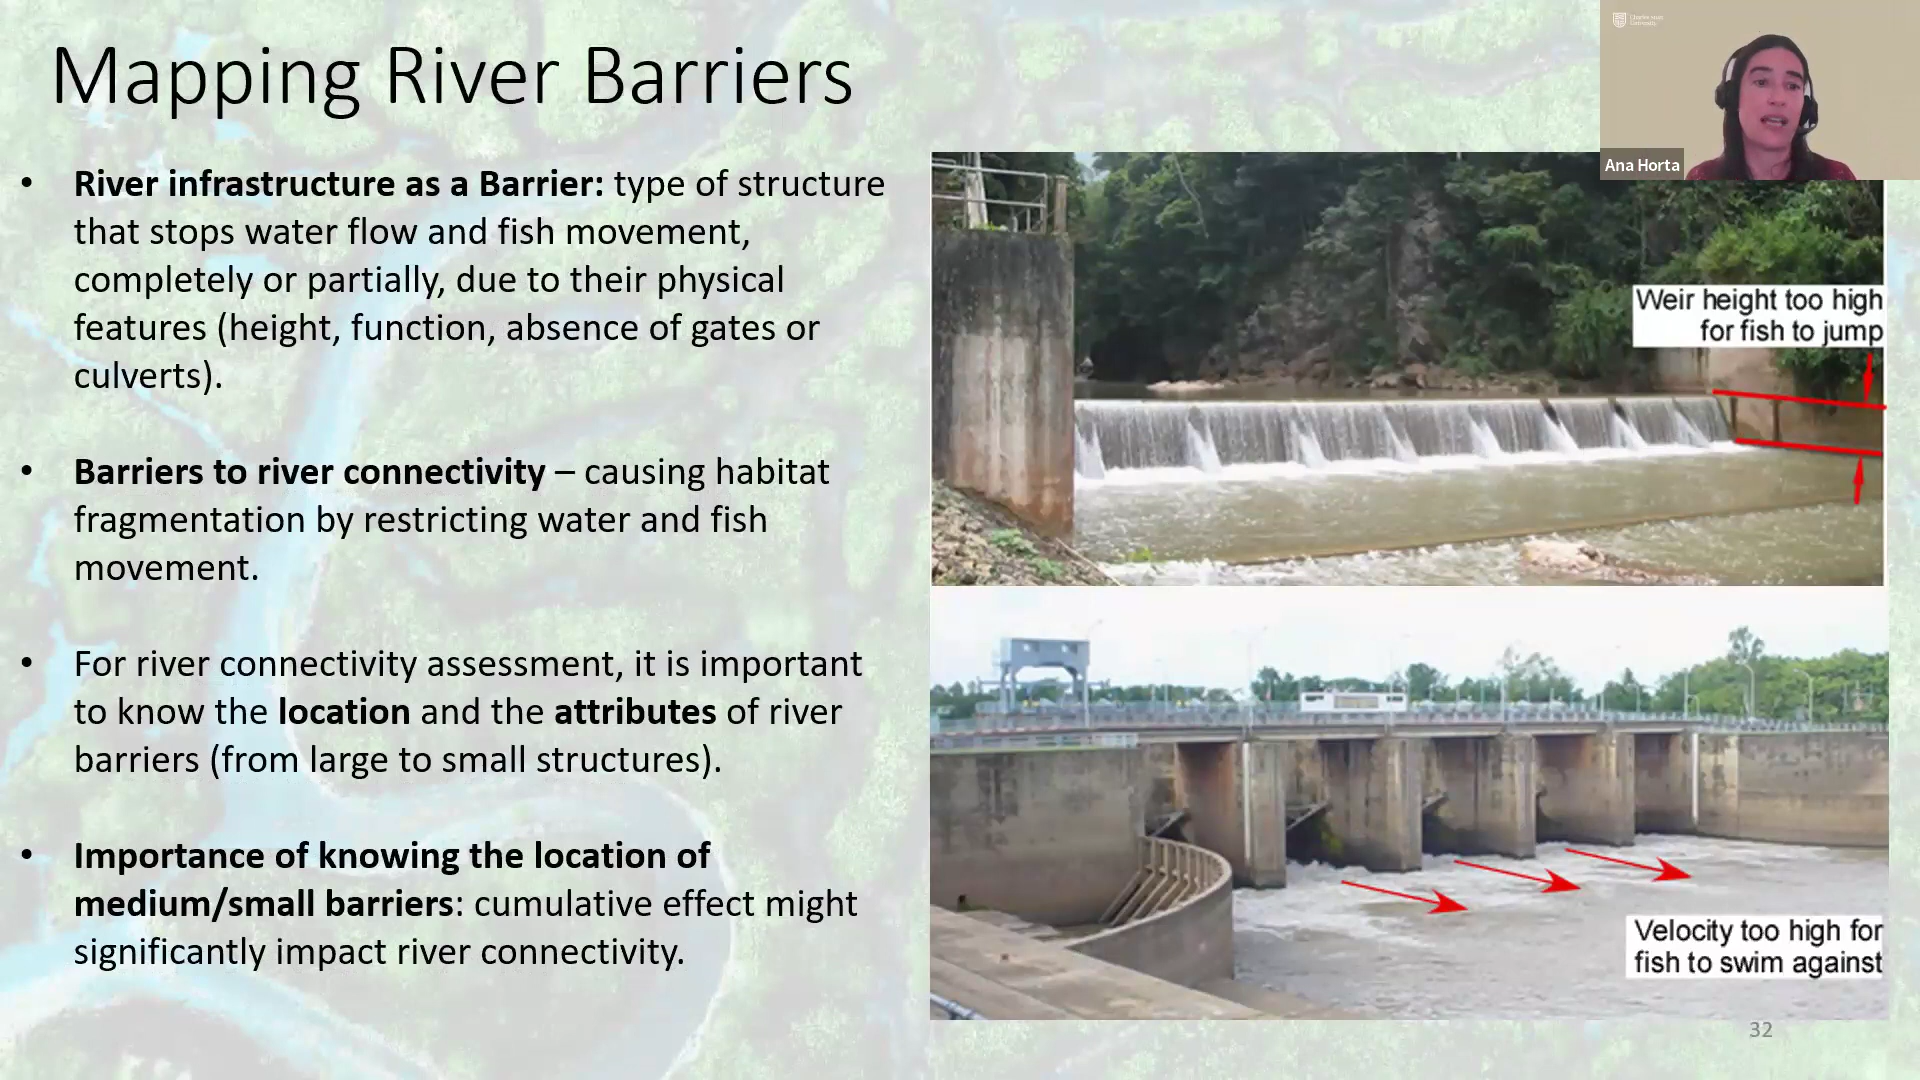 Mapping River Barriers
Charles Sturt
University
Ana Horta
• River infrastructure as a Barrier: type of structure
that stops water flow and fish movement,
completely or partially, due to their physical
features (height, function, absence of gates or
culverts).
• Barriers to river connectivity – causing habitat
fragmentation by restricting water and fish
movement.
• For river connectivity assessment, it is important
to know the location and the attributes of river
barriers (from large to small structures).
• Importance of knowing the location of
medium/small barriers: cumulative effect might
significantly impact river connectivity.
Weir height too high
for fish to jump
Velocity too high for
fish to swim against
32